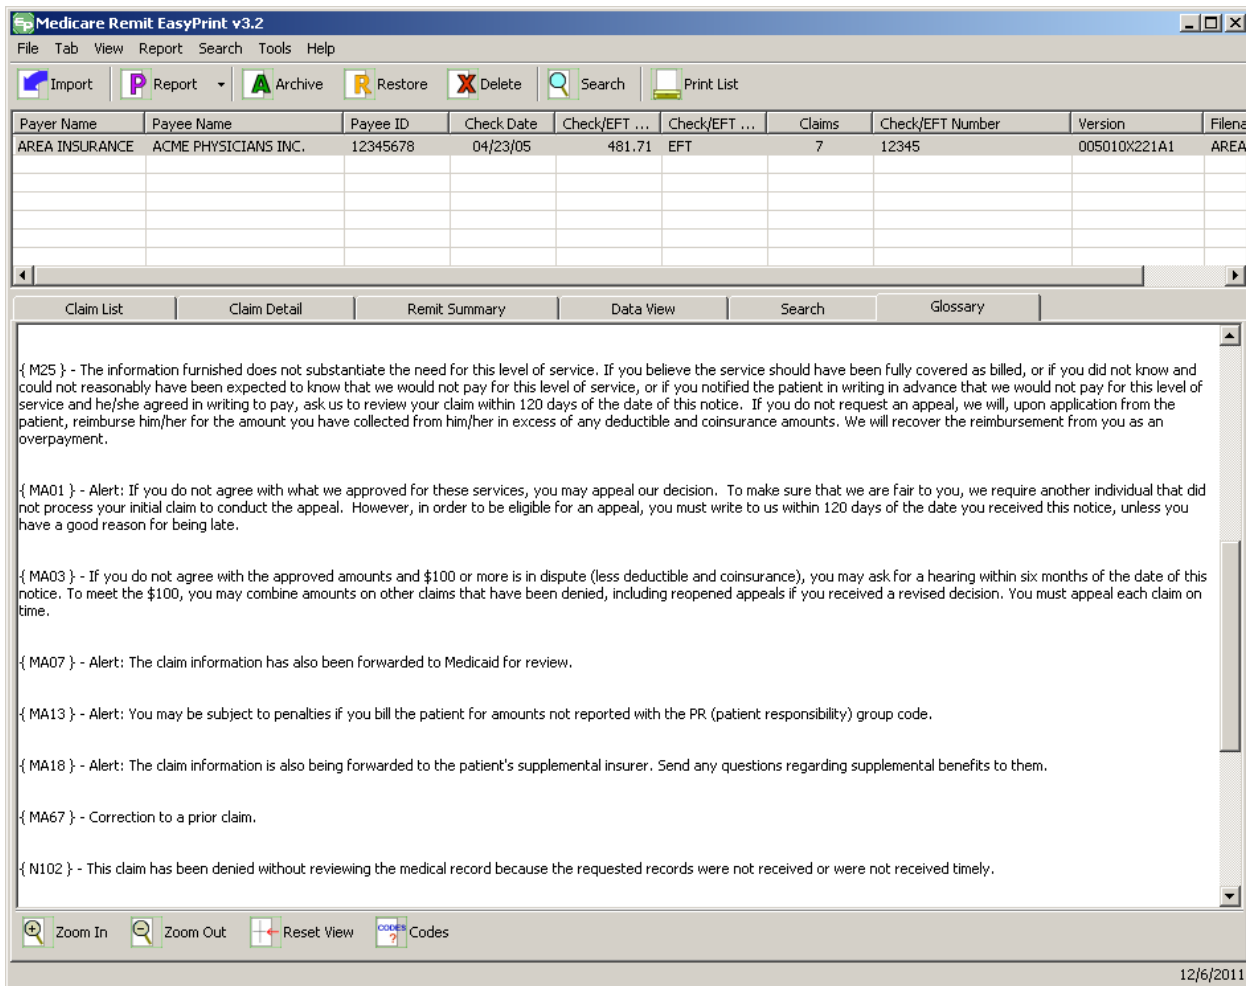 Medicare Remit EasyPrint v3.2
File Tab View Report Search Tools Help
Import Report Archive Restore Delete Search Print List
Payer Name Payee Name Payee ID Check Date Check/EFT ... Check/EFT ... Claims Check/EFT Number Version Filena
AREA INSURANCE ACME PHYSICIANS INC. 12345678 04/23/05 481.71 EFT 7 12345 005010X221A1 AREA
Claim List Claim Detail Remit Summary Data View Search Glossary
{ M25 } - The information furnished does not substantiate the need for this level of service. If you believe the service should have been fully covered as billed, or if you did not know and
could not reasonably have been expected to know that we would not pay for this level of service, or if you notified the patient in writing in advance that we would not pay for this level of
service and he/she agreed in writing to pay, ask us to review your claim within 120 days of the date of this notice.  If you do not request an appeal, we will, upon application from the
patient, reimburse him/her for the amount you have collected from him/her in excess of any deductible and coinsurance amounts. We will recover the reimbursement from you as an
overpayment.
{ MA01 } - Alert: If you do not agree with what we approved for these services, you may appeal our decision.  To make sure that we are fair to you, we require another individual that did
not process your initial claim to conduct the appeal.  However, in order to be eligible for an appeal, you must write to us within 120 days of the date you received this notice, unless you
have a good reason for being late.
{ MA03 } - If you do not agree with the approved amounts and $100 or more is in dispute (less deductible and coinsurance), you may ask for a hearing within six months of the date of this
notice. To meet the $100, you may combine amounts on other claims that have been denied, including reopened appeals if you received a revised decision. You must appeal each claim on
time.
{ MA07 } - Alert: The claim information has also been forwarded to Medicaid for review.
{ MA13 } - Alert: You may be subject to penalties if you bill the patient for amounts not reported with the PR (patient responsibility) group code.
{ MA18 } - Alert: The claim information is also being forwarded to the patient's supplemental insurer. Send any questions regarding supplemental benefits to them.
{ MA67 } - Correction to a prior claim.
{ N102 } - This claim has been denied without reviewing the medical record because the requested records were not received or were not received timely.
Zoom In Zoom Out Reset View CODES ? Codes
12/6/2011